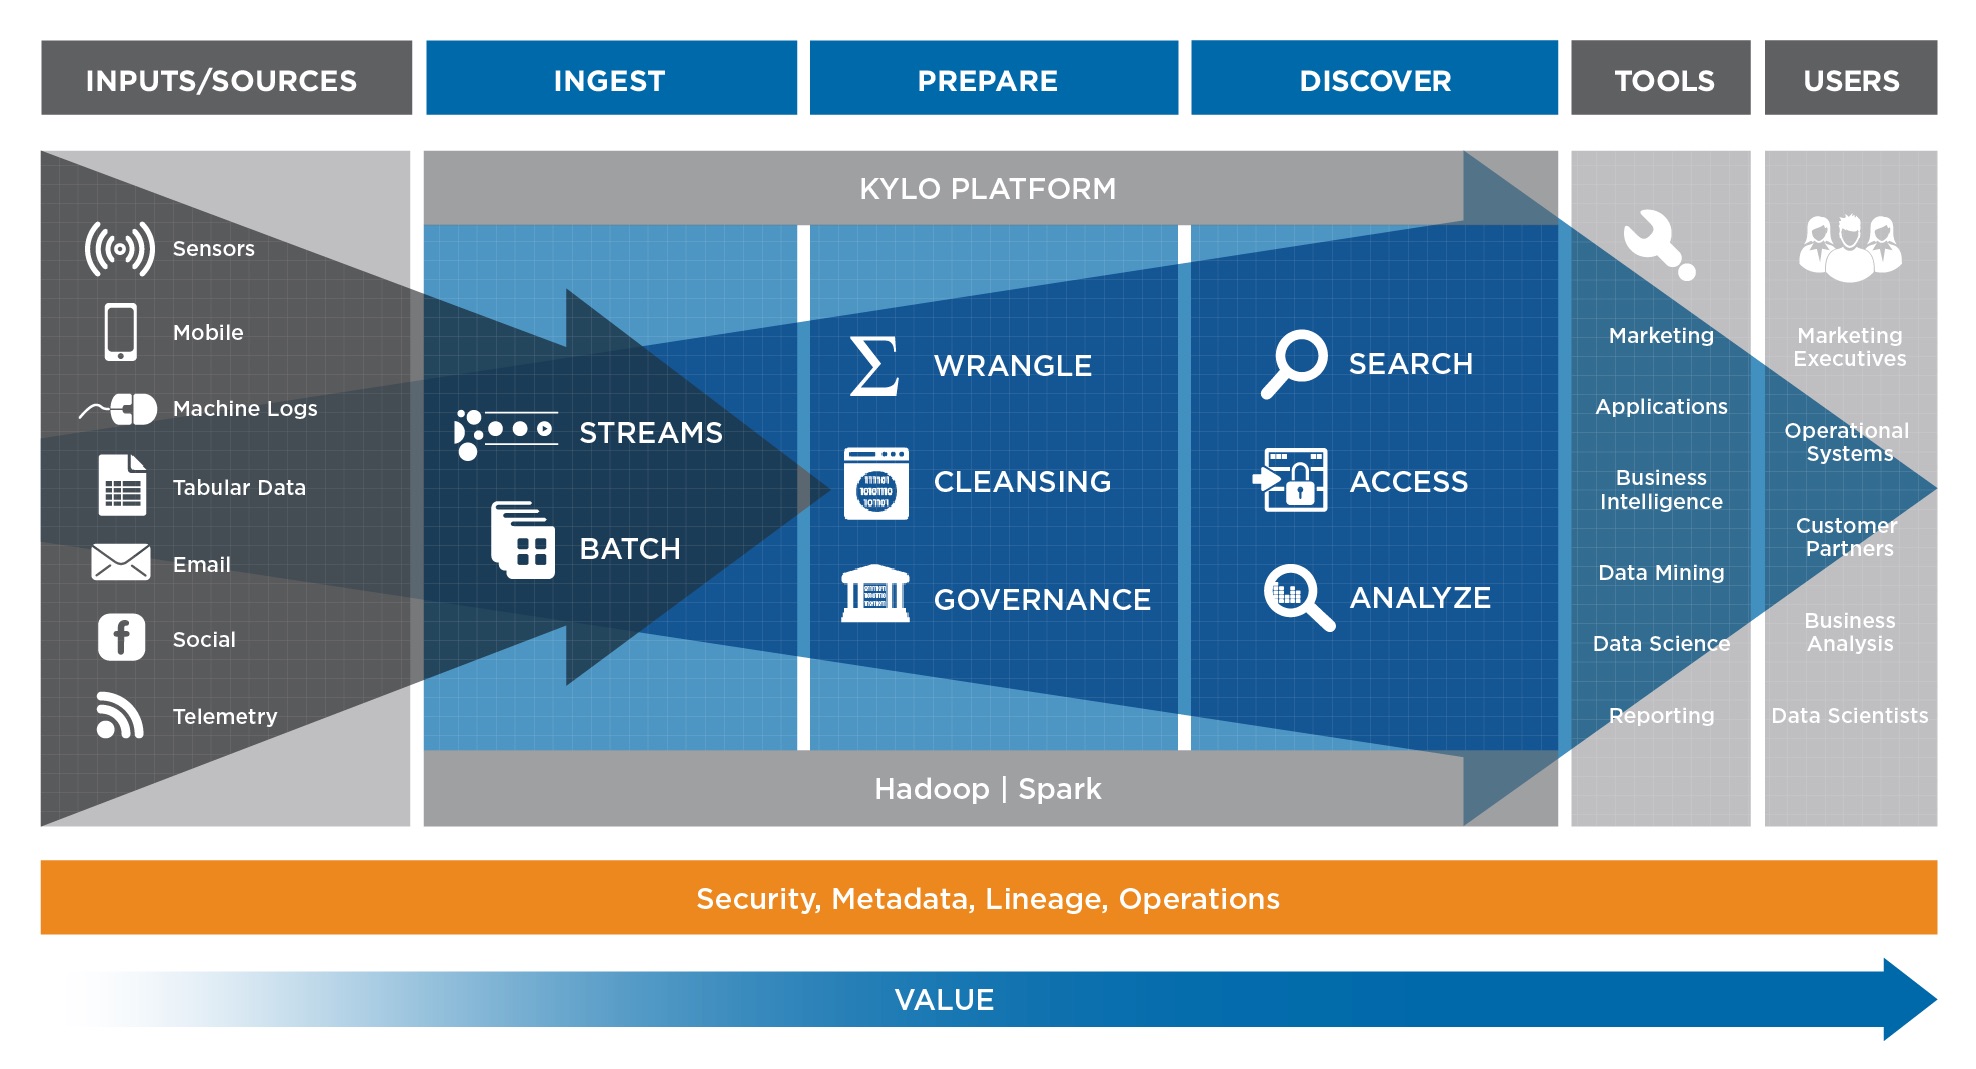 INPUTS/SOURCES
INGEST
PREPARE
DISCOVER
TOOLS
USERS
KYLO PLATFORM
Sensors
Mobile
Machine Logs
Tabular Data
Email
Social
Telemetry
STREAMS
BATCH
WRANGLE
CLEANSING
GOVERNANCE
SEARCH
ACCESS
ANALYZE
Marketing
Applications
Business
Intelligence
Data Mining
Data Science
Reporting
Marketing
Executives
Operational
Systems
Customer
Partners
Business
Analysis
Data Scientists
Hadoop | Spark
Security, Metadata, Lineage, Operations
VALUE